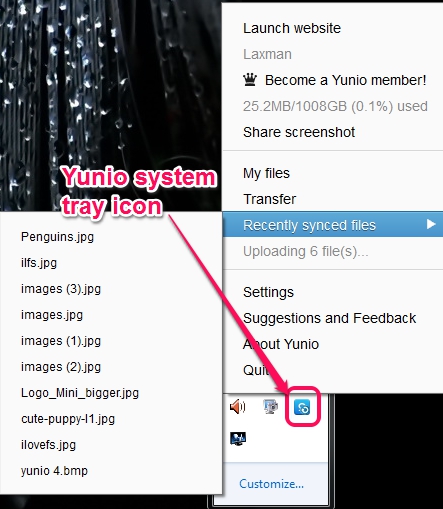 Launch website
Laxman
Become a Yunio member!
25.2MB/1008GB (0.1%) used
Share screenshot
My files
Transfer
Recently synced files
Uploading 6 file(s)...
Settings
Suggestions and Feedback
About Yunio
Quit
Yunio system
tray icon
Penguins.jpg
ilfs.jpg
images (3).jpg
images.jpg
images (1).jpg
images (2).jpg
Logo_Mini_bigger.jpg
cute-puppy-l1.jpg
ilovefs.jpg
yunio 4.bmp
Customize...